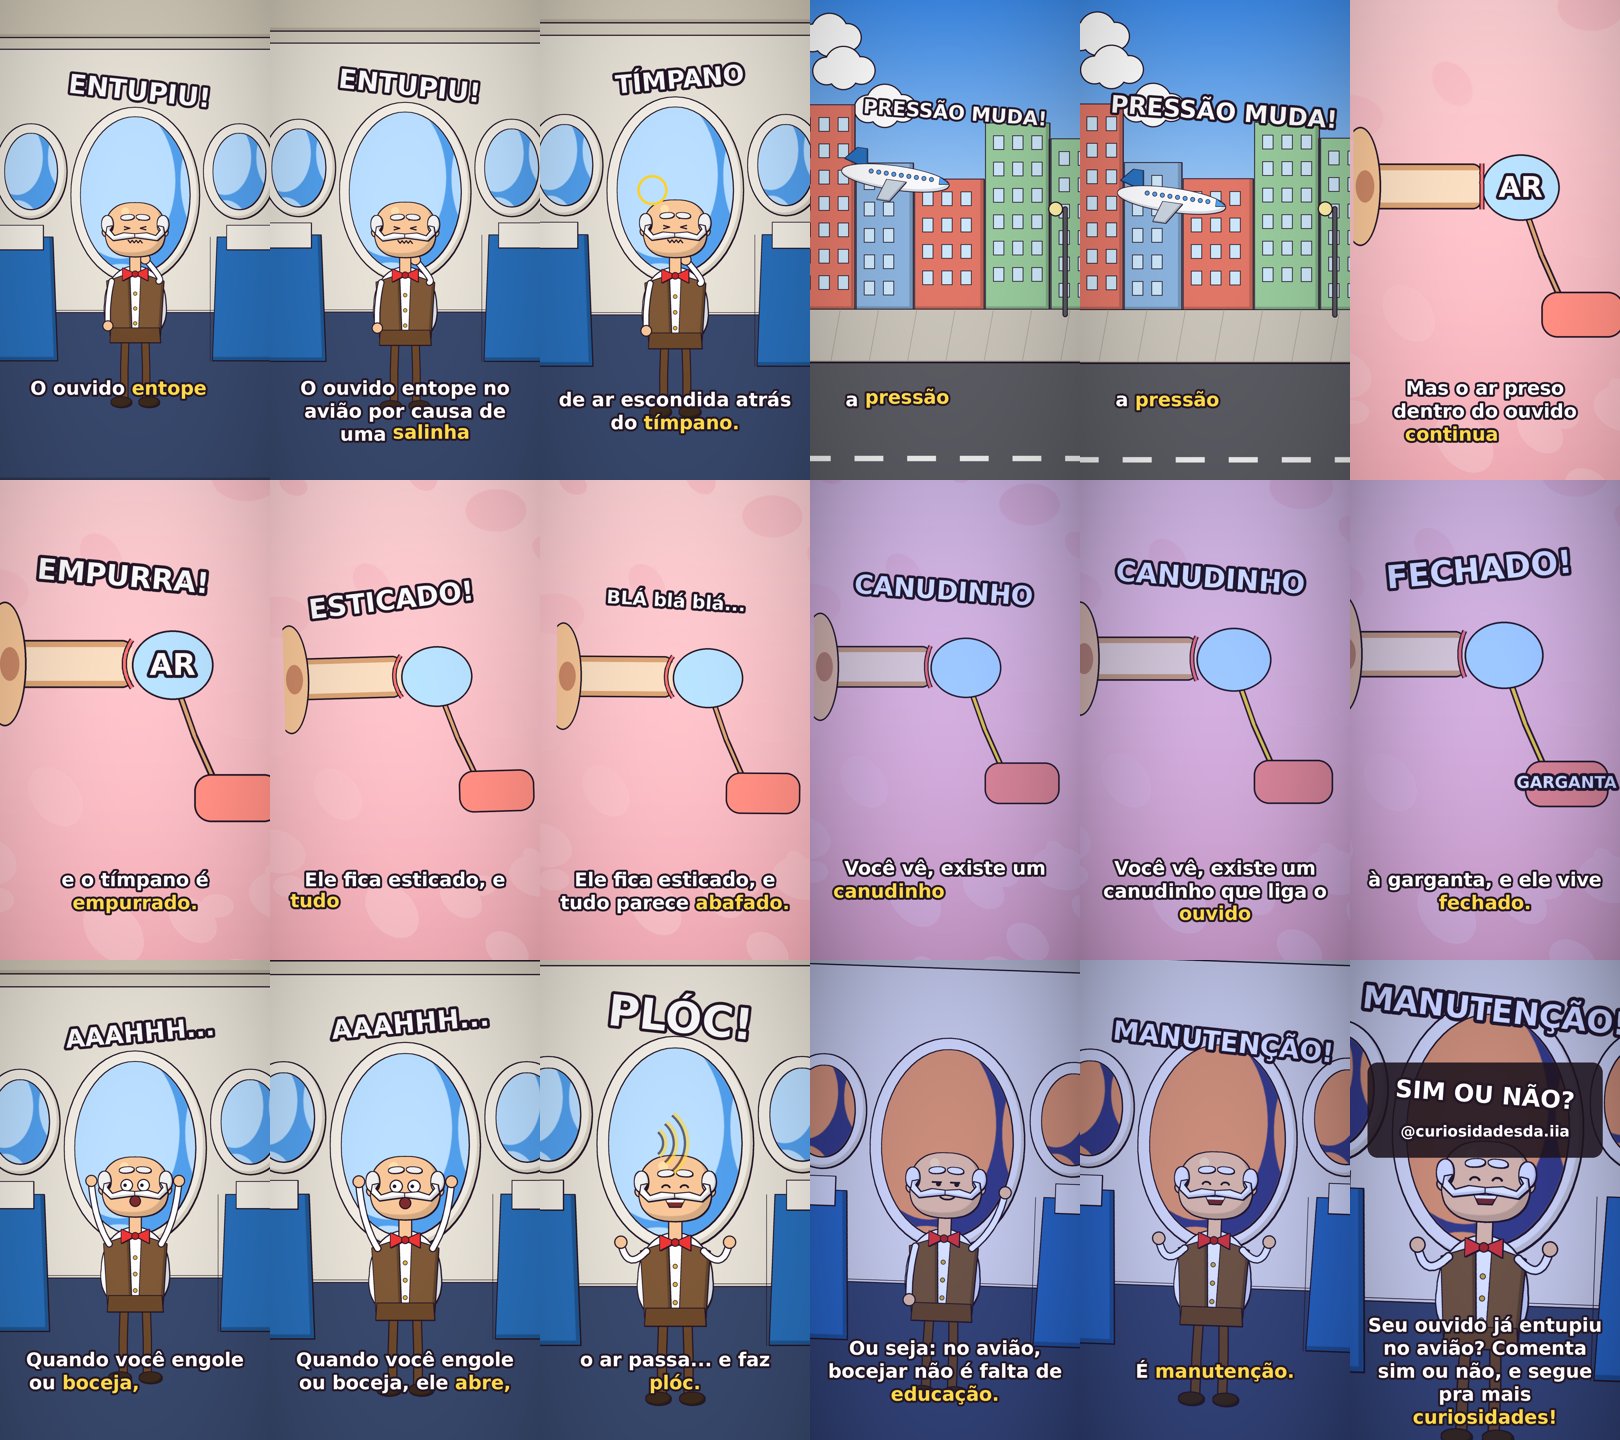 ENTUPIU!
O ouvido entope
ENTUPIU!
O ouvido entope no
avião por causa de
uma salinha
TÍMPANO
de ar escondida atrás
do tímpano.
PRESSÃO MUDA!
a pressão
PRESSÃO MUDA!
a pressão
AR
Mas o ar preso
dentro do ouvido
continua
EMPURRA!
AR
e o tímpano é
empurrado.
ESTICADO!
Ele fica esticado, e
tudo
BLÁ blá blá...
Ele fica esticado, e
tudo parece abafado.
CANUDINHO
Você vê, existe um
canudinho
CANUDINHO
Você vê, existe um
canudinho que liga o
ouvido
FECHADO!
GARGANTA
à garganta, e ele vive
fechado.
AAAHHH...
Quando você engole
ou boceja,
AAAHHH...
Quando você engole
ou boceja, ele abre,
PLÓC!
o ar passa... e faz
plóc.
Ou seja: no avião,
bocejar não é falta de
educação.
MANUTENÇÃO!
É manutenção.
MANUTENÇÃO!
SIM OU NÃO?
@curiosidadesda.iia
Seu ouvido já entupiu
no avião? Comenta
sim ou não, e segue
pra mais
curiosidades!